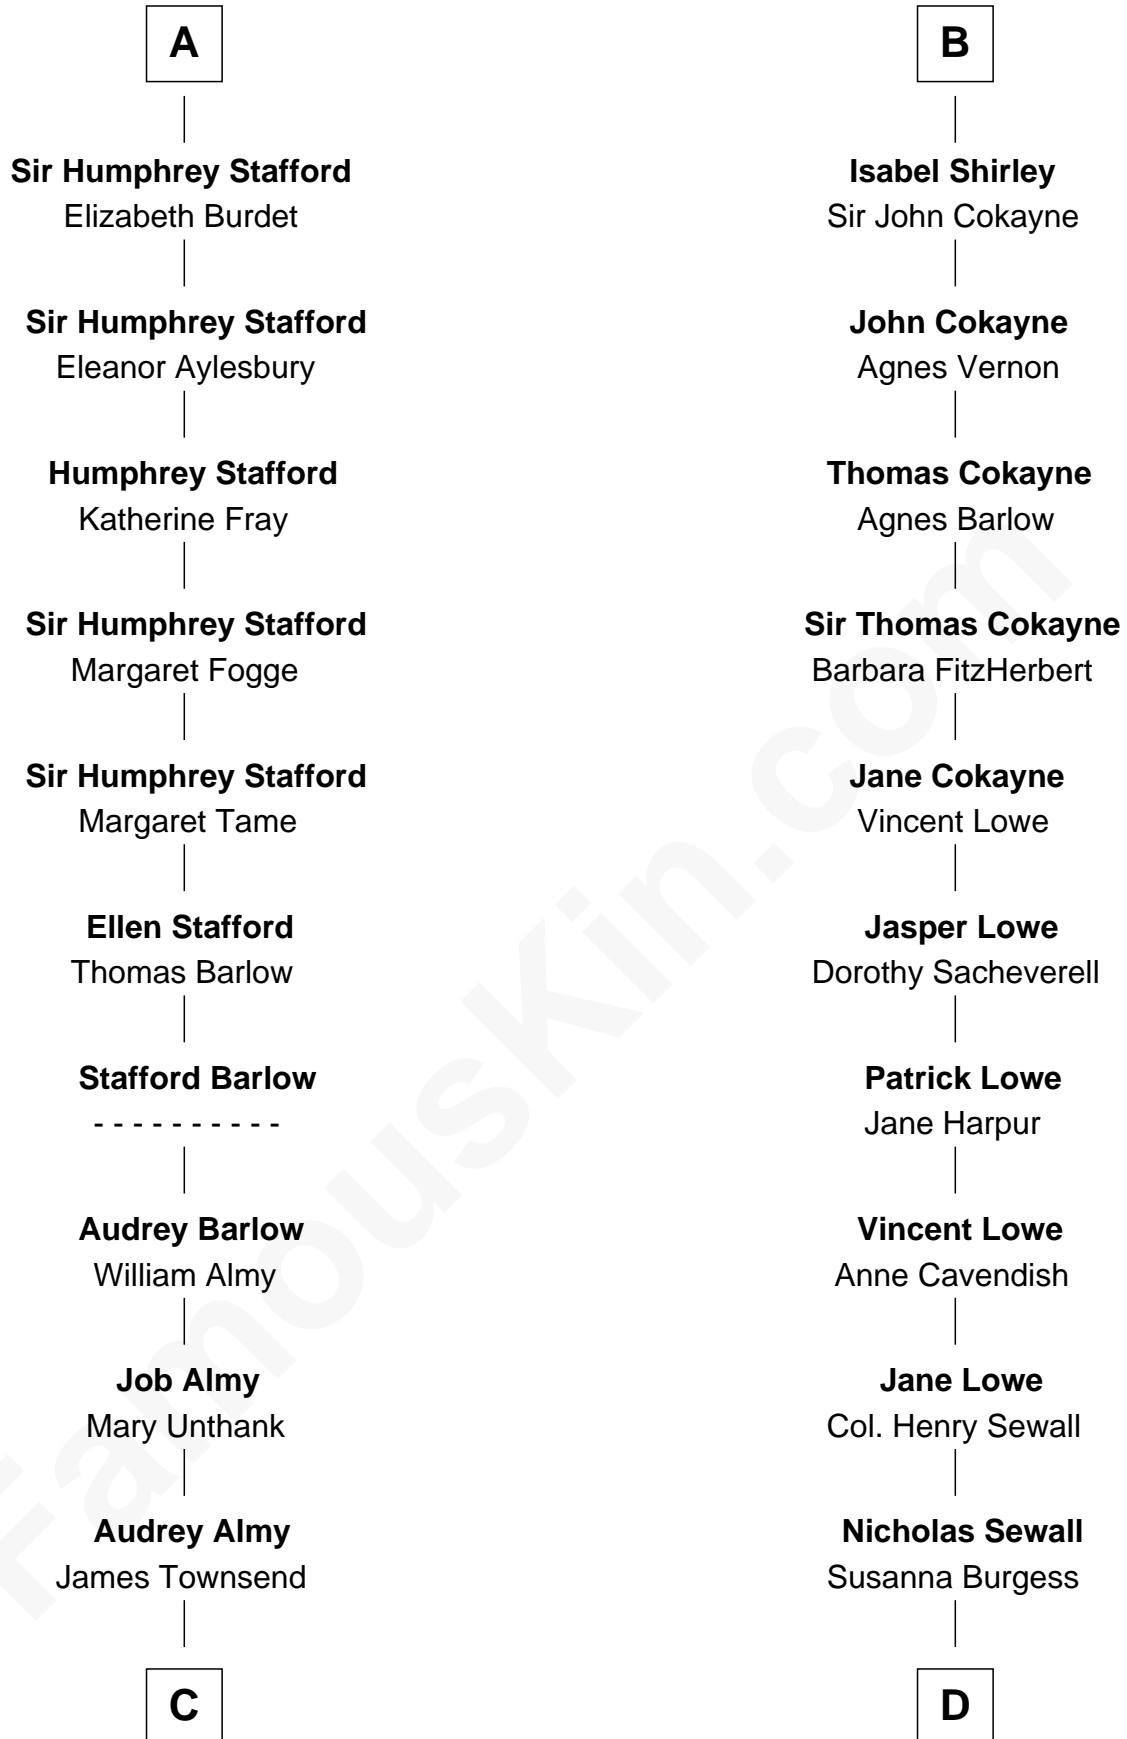 A
Sir Humphrey Stafford
Elizabeth Burdet
Sir Humphrey Stafford
Eleanor Aylesbury
Humphrey Stafford
Katherine Fray
Sir Humphrey Stafford
Margaret Fogge
Sir Humphrey Stafford
Margaret Tame
Ellen Stafford
Thomas Barlow
Stafford Barlow
- - - - - - - - - -
Audrey Barlow
William Almy
Job Almy
Mary Unthank
Audrey Almy
James Townsend
C
B
Isabel Shirley
Sir John Cokayne
John Cokayne
Agnes Vernon
Thomas Cokayne
Agnes Barlow
Sir Thomas Cokayne
Barbara FitzHerbert
Jane Cokayne
Vincent Lowe
Jasper Lowe
Dorothy Sacheverell
Patrick Lowe
Jane Harpur
Vincent Lowe
Anne Cavendish
Jane Lowe
Col. Henry Sewall
Nicholas Sewall
Susanna Burgess
D
FamousKin.com